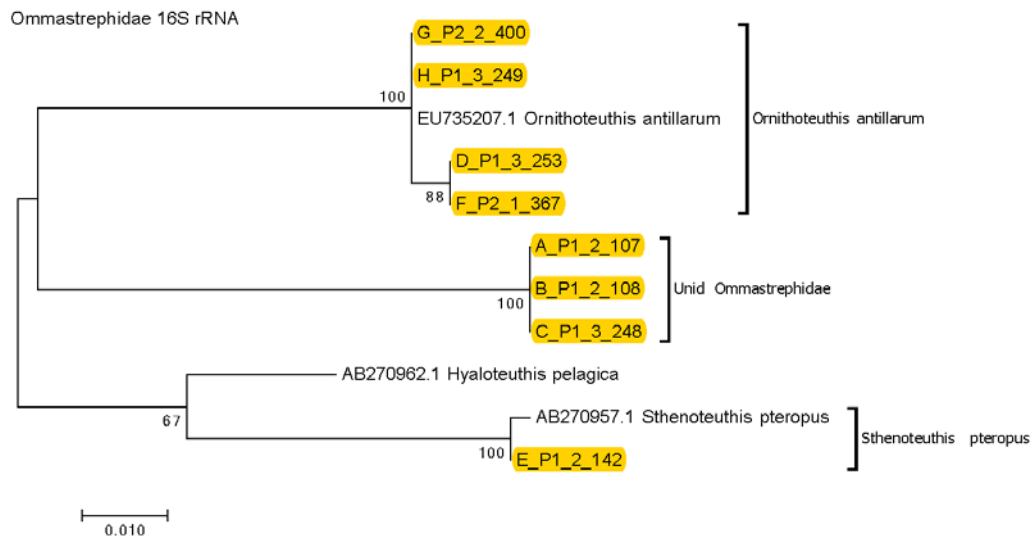 Ommastrephidae 16S rRNA
G_P2_2_400
H_P1_3_249
100
EU735207.1 Ornithoteuthis antillarum
Ornithoteuthis antillarum
D_P1_3_253
88
F_P2_1_367
A_P1_2_107
B_P1_2_108
Unid Ommastrephidae
100
C_P1_3_248
AB270962.1 Hyaloteuthis pelagica
67
AB270957.1 Sthenoteuthis pteropus
Sthenoteuthis pteropus
100
E_P1_2_142
0.010